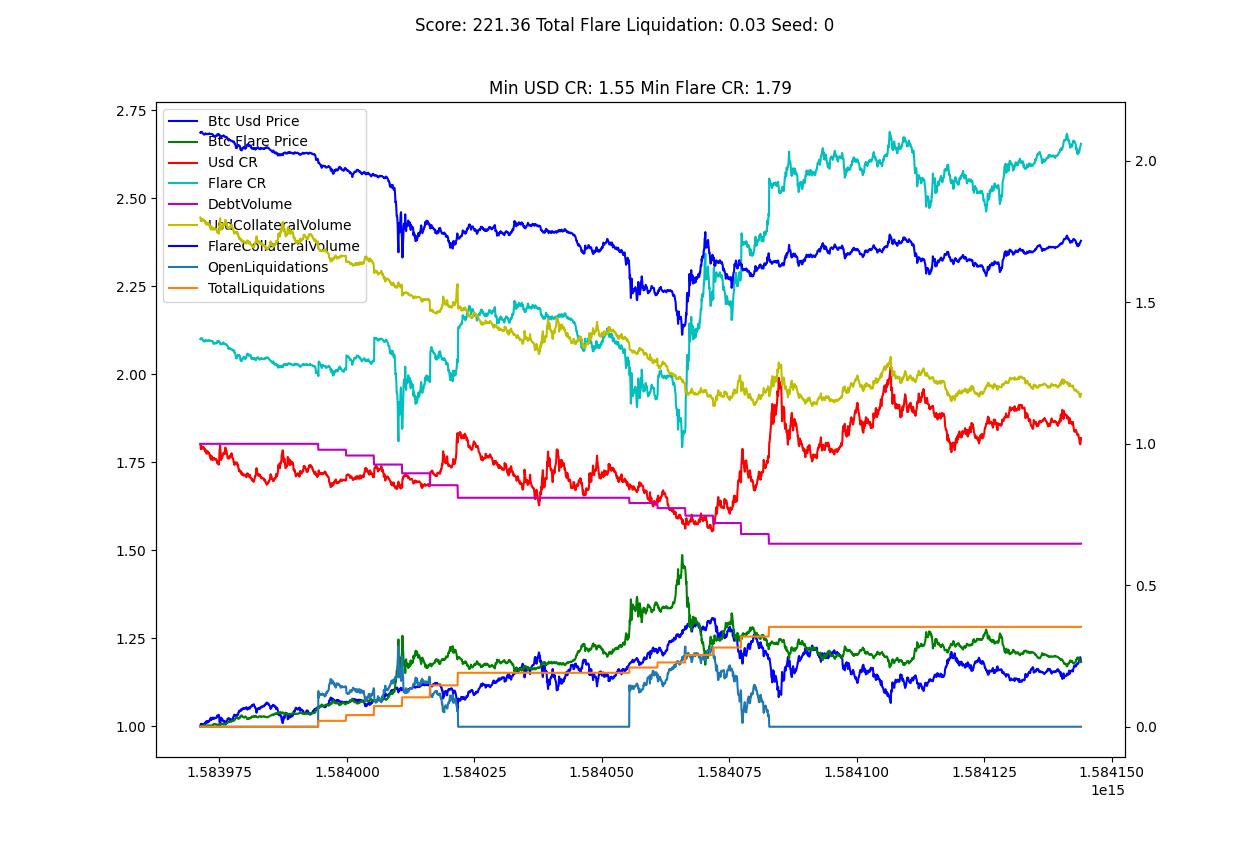 Score: 221.36 Total Flare Liquidation: 0.03 Seed: 0
Min USD CR: 1.55 Min Flare CR: 1.79
Btc Usd Price
Btc Flare Price
Usd CR
Flare CR
DebtVolume
UsdCollateralVolume
FlareCollateralVolume
OpenLiquidations
TotalLiquidations
2.75
2.50
2.25
2.00
1.75
1.50
1.25
1.00
2.0
1.5
1.0
0.5
0.0
1.583975 1.584000 1.584025 1.584050 1.584075 1.584100 1.584125 1.584150
1e15